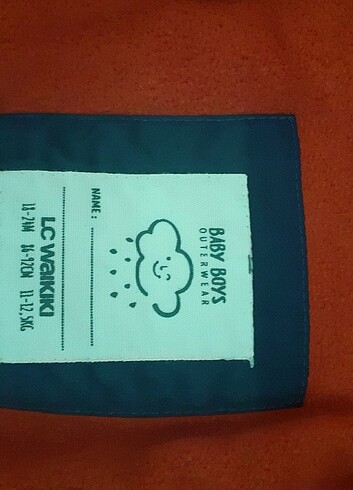 BABY BOYS
OUTERWEAR
NAME:
LC WAIKIKI
18-24M 86-92CM 11-12,5KG